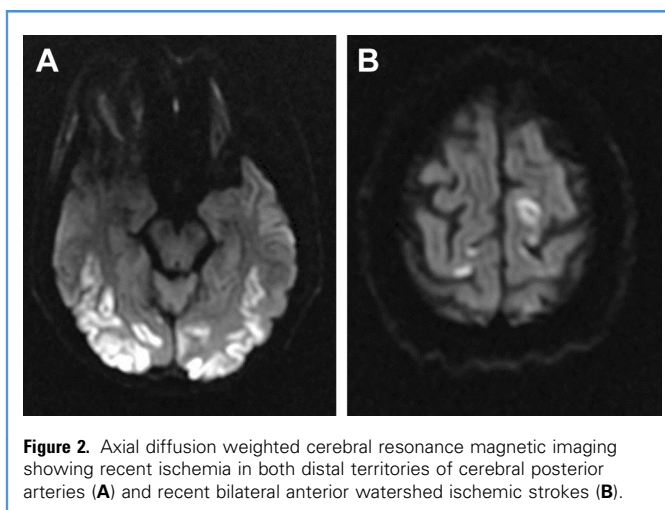 A
B
Figure 2. Axial diffusion weighted cerebral resonance magnetic imaging
showing recent ischemia in both distal territories of cerebral posterior
arteries (A) and recent bilateral anterior watershed ischemic strokes (B).